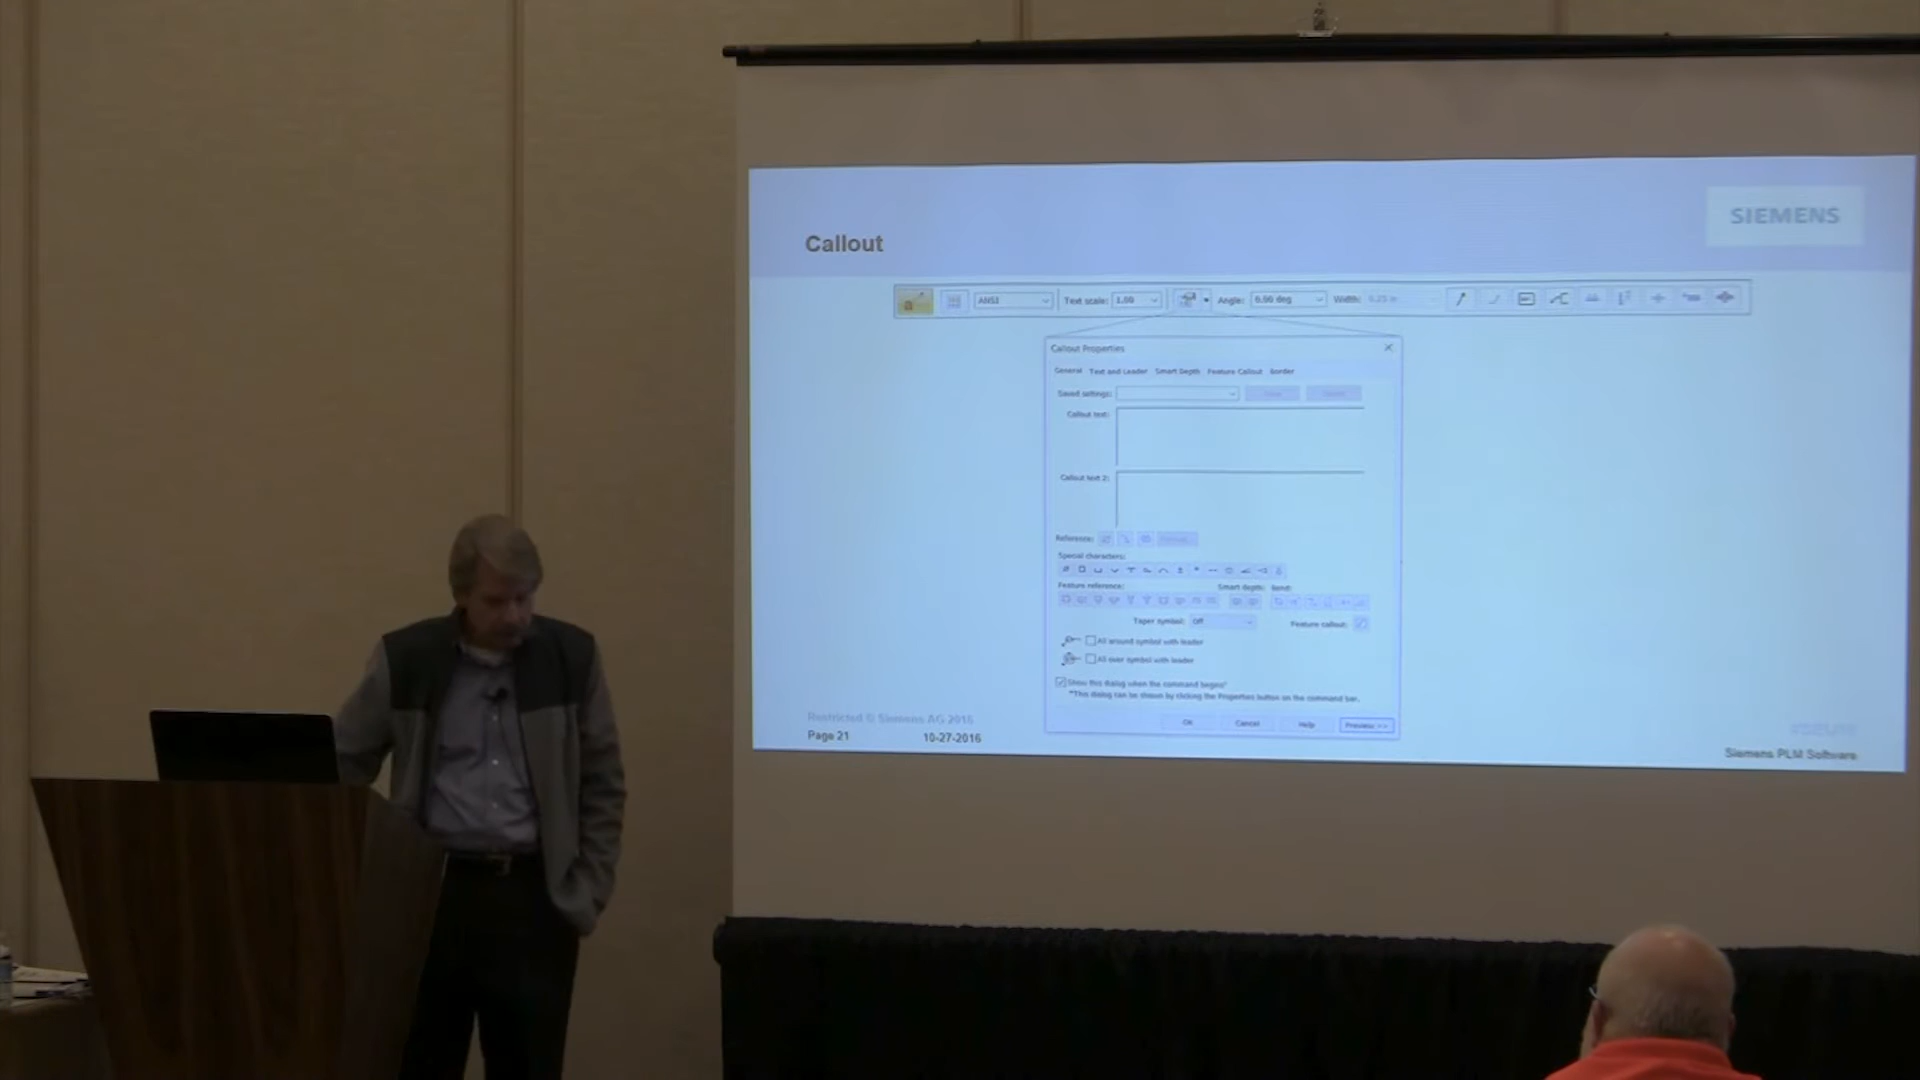 SIEMENS
Callout
a ANSI Text scale: 1.00 Angle: 0.00 deg Width: 0.25 in
Callout Properties
General Text and Leader Smart Depth Feature Callout Border
Saved settings:
Callout text:
Callout text 2:
Reference:
Special characters:
Feature reference: Smart depth: Bend:
Taper symbol: Off Feature callout:
All around symbol with leader
All over symbol with leader
Show this dialog when the command begins*
*This dialog can be shown by clicking the Properties button on the command bar.
OK Cancel Help Preview >>
Restricted © Siemens AG 2016
Page 21 10-27-2016
Siemens PLM Software